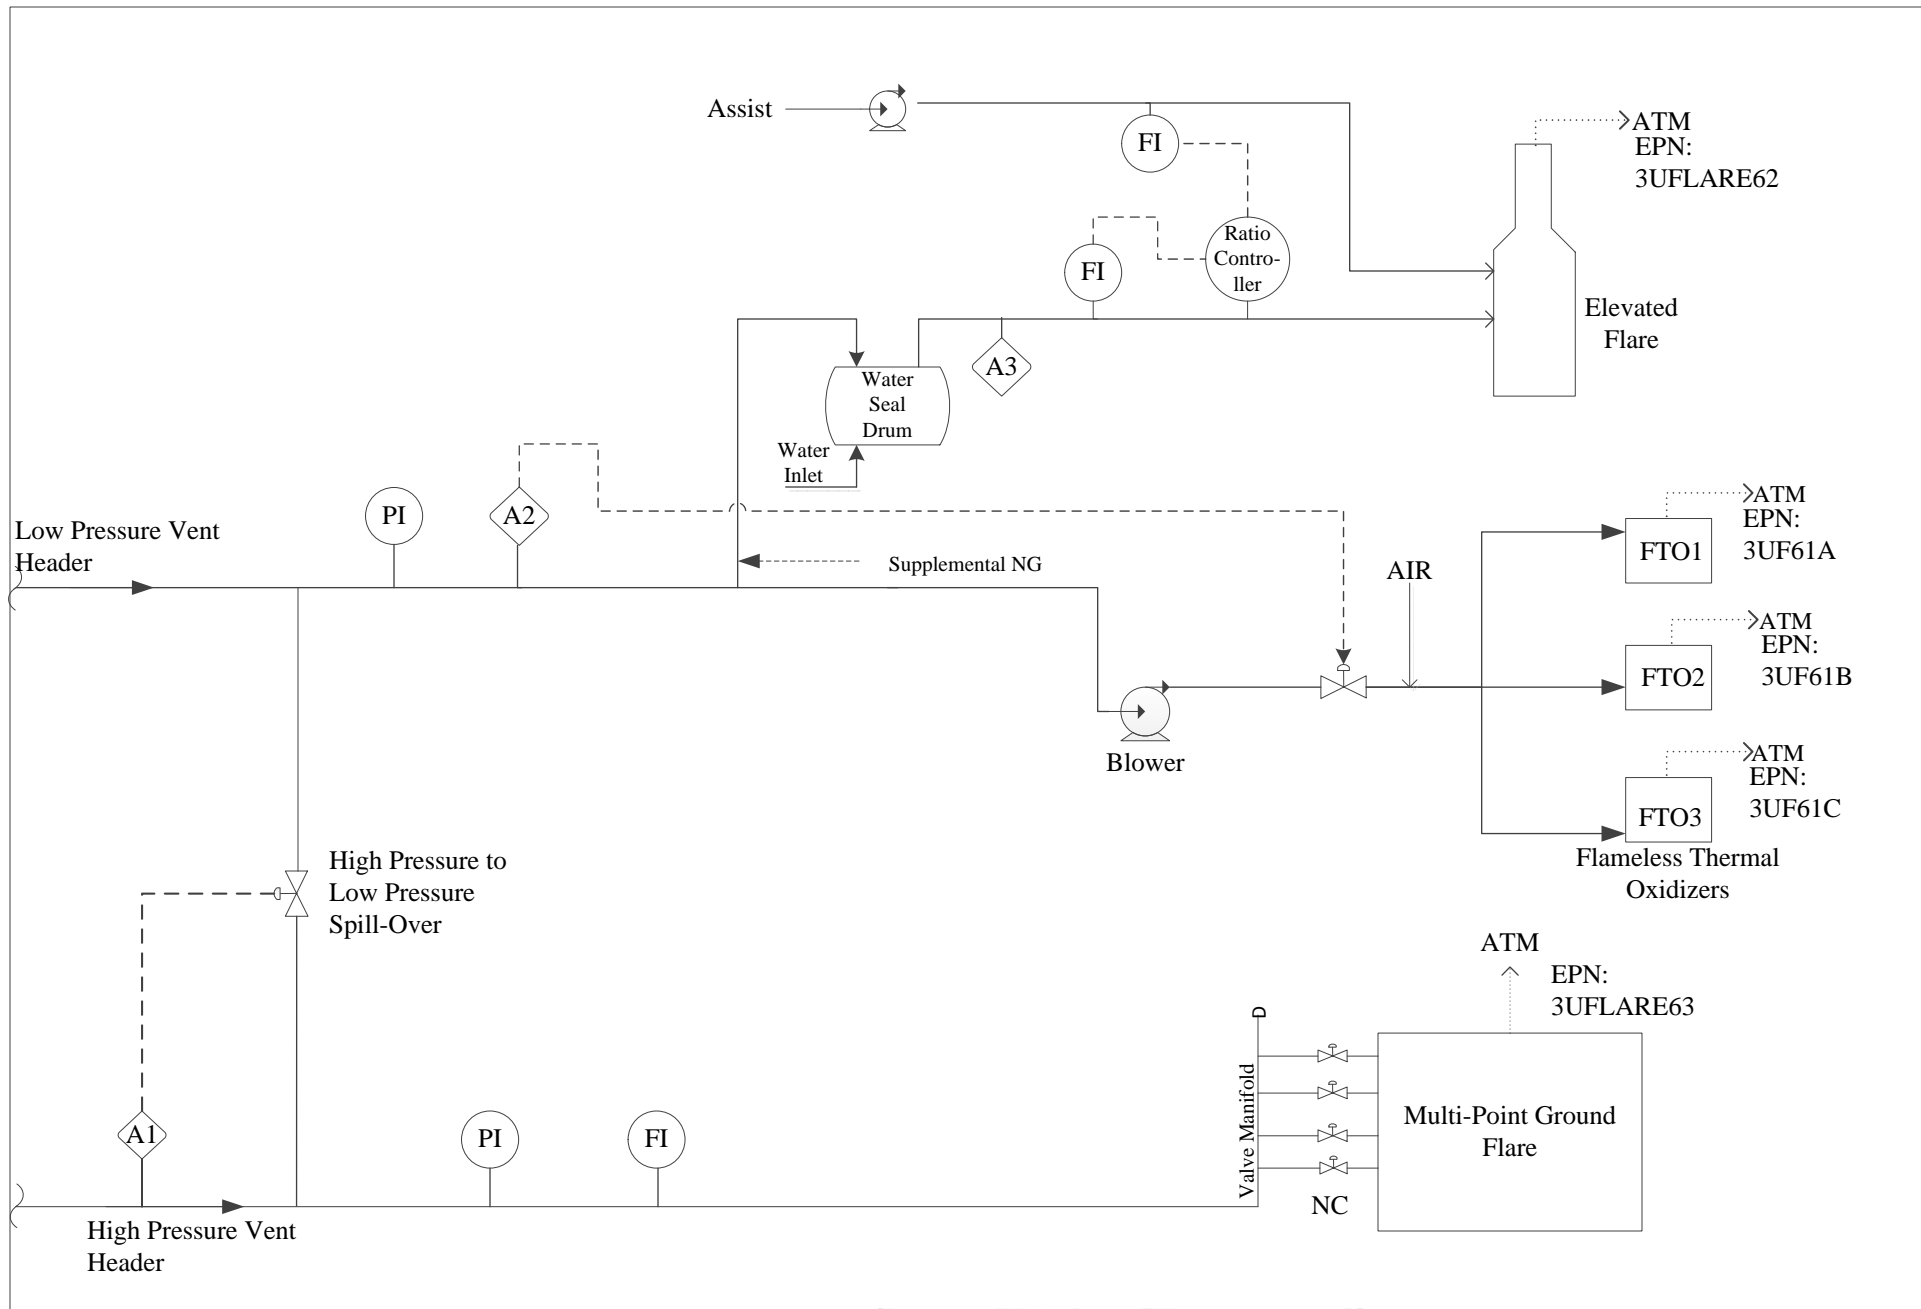 Assist
FI
ATM
EPN:
3UFLARE62
FI
Ratio
Contro-
ller
Elevated
Flare
A3
Water
Seal
Drum
Water
Inlet
Low Pressure Vent
Header
PI
A2
Supplemental NG
AIR
FTO1
ATM
EPN:
3UF61A
FTO2
ATM
EPN:
3UF61B
Blower
FTO3
ATM
EPN:
3UF61C
Flameless Thermal
Oxidizers
High Pressure to
Low Pressure
Spill-Over
ATM
EPN:
3UFLARE63
D
Valve Manifold
Multi-Point Ground
Flare
NC
A1
PI
FI
High Pressure Vent
Header